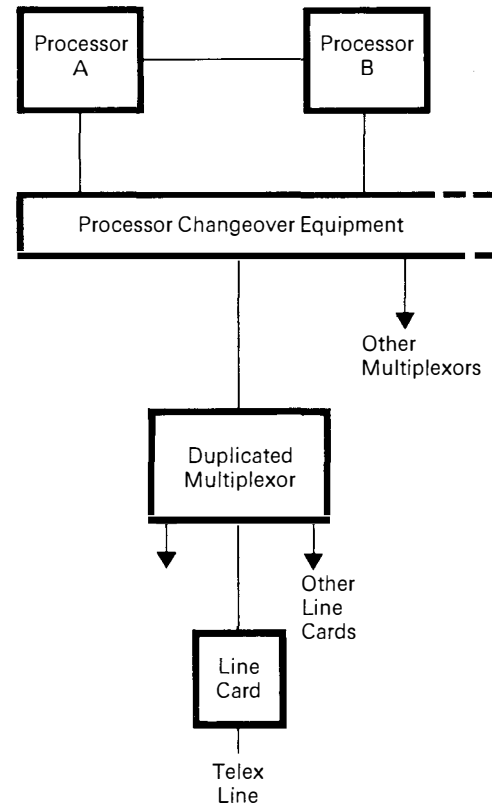 Processor
A
Processor
B
Processor Changeover Equipment
Other
Multiplexors
Duplicated
Multiplexor
Other
Line
Cards
Line
Card
Telex
Line